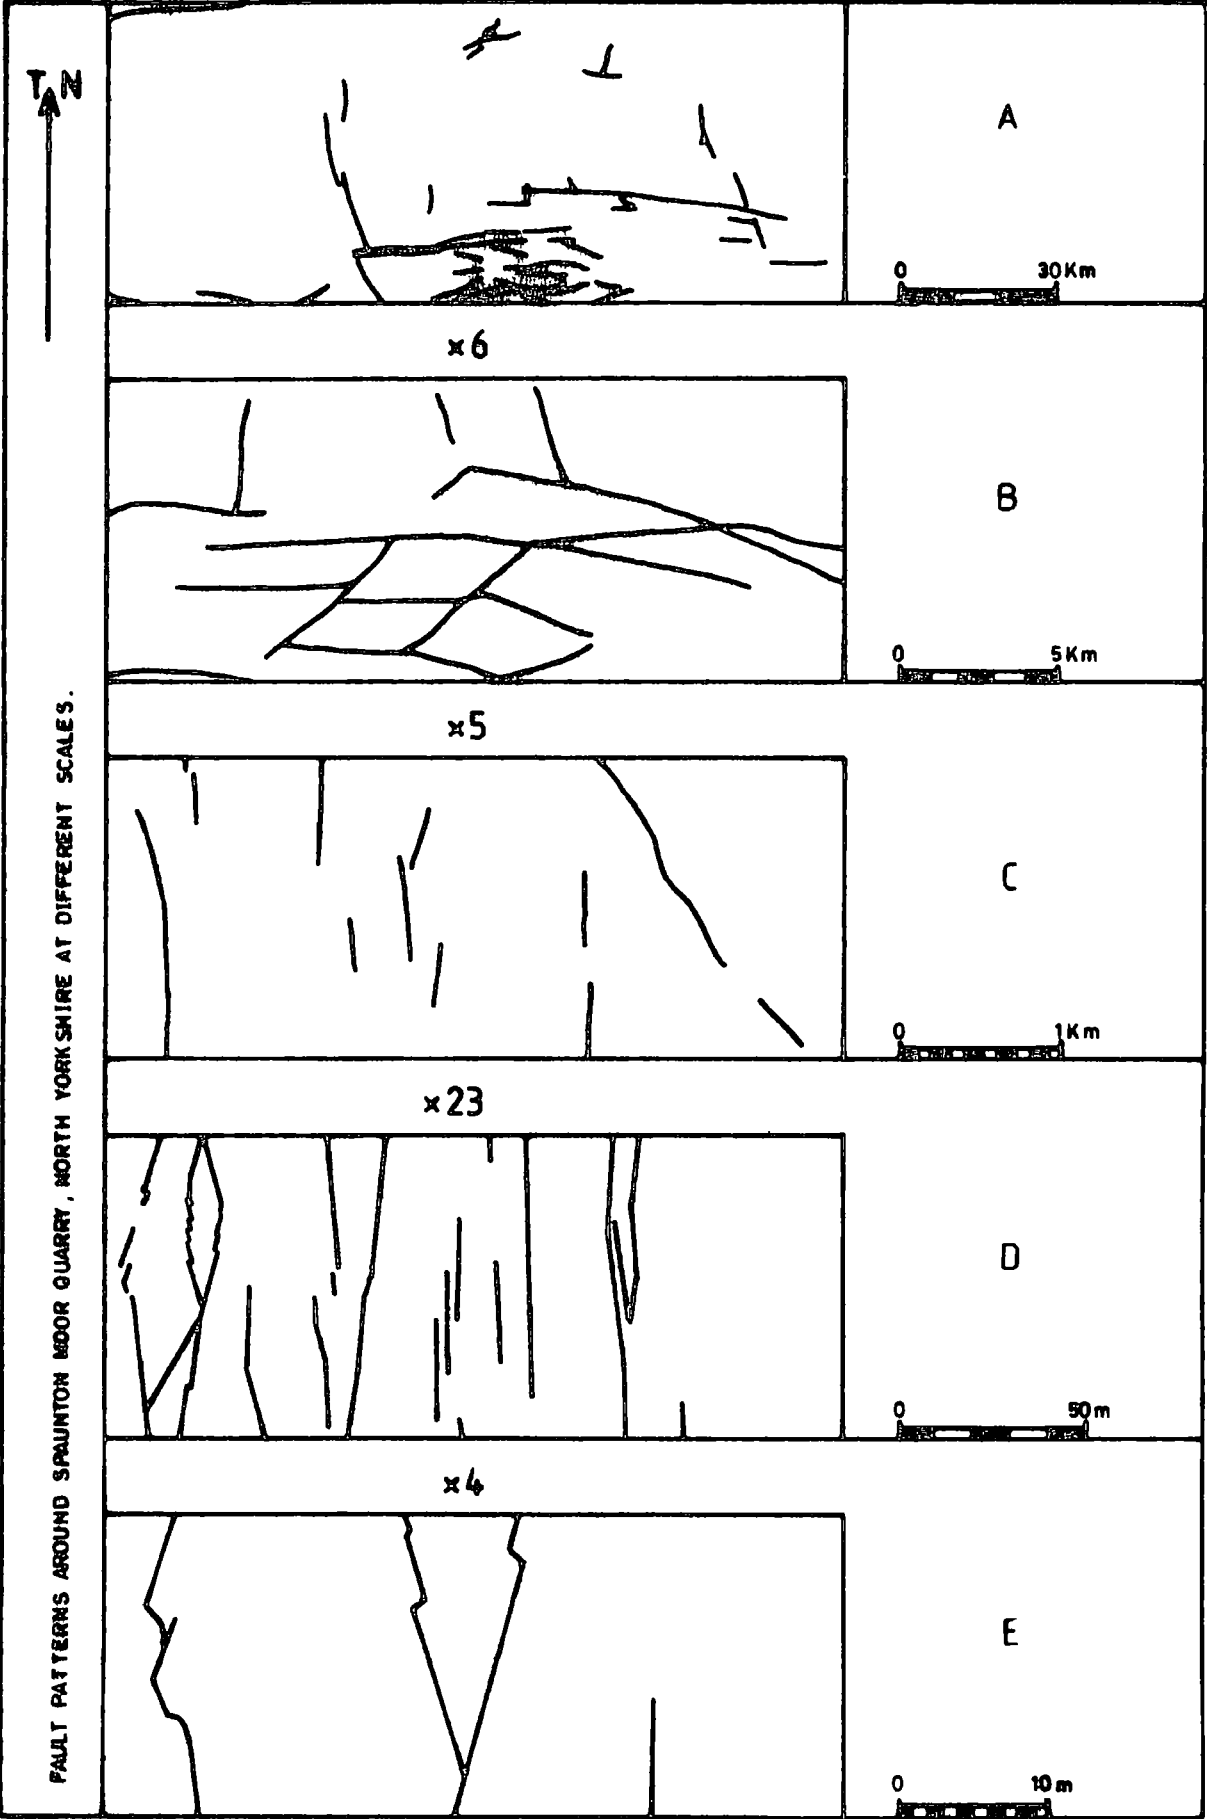 T N
A
0 30Km
×6
B
0 5Km
×5
C
0 1Km
×23
D
0 50m
×4
E
0 10m
FAULT PATTERNS AROUND SPAUNTON MOOR QUARRY, NORTH YORKSHIRE AT DIFFERENT SCALES.